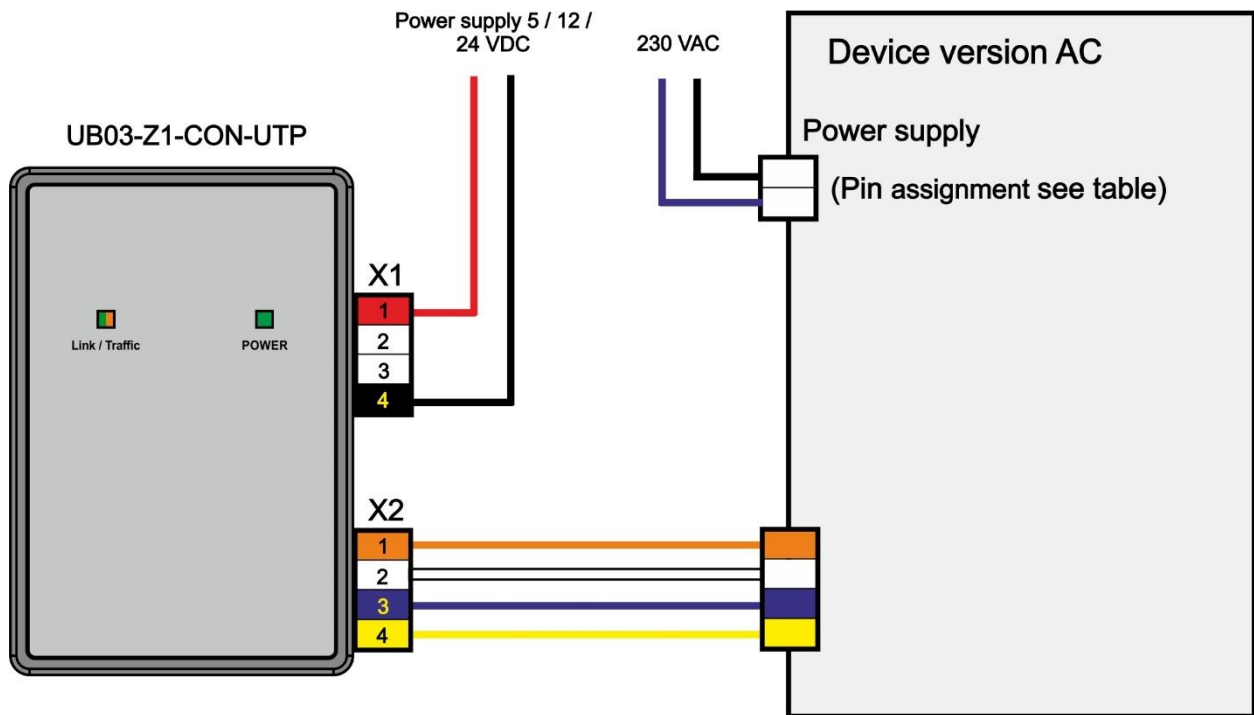 Power supply 5 / 12 /
24 VDC
230 VAC
Device version AC
UB03-Z1-CON-UTP
Power supply
(Pin assignment see table)
X1
1
2
3
4
Link / Traffic
POWER
X2
1
2
3
4